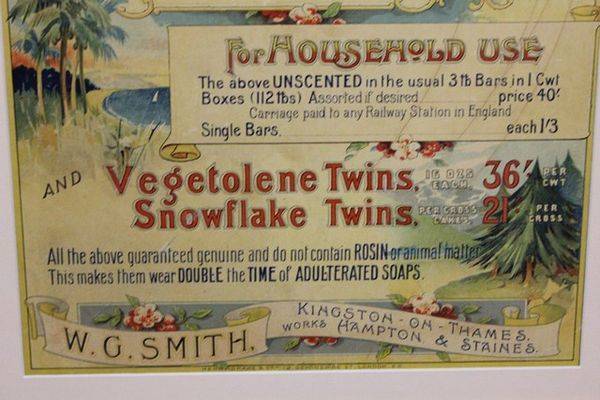 For HOUSEHOLD USE
The above UNSCENTED in the usual 3 lb Bars in 1 Cwt
Boxes (112 lbs) Assorted if desired price 40/-
Carriage paid to any Railway Station in England
Single Bars. each 1/3
AND Vegetolene Twins, 16 OZS EACH. 36/- PER CWT
Snowflake Twins, PER GROSS CAKES. 21 PER GROSS
All the above guaranteed genuine and do not contain ROSIN or animal matter
This makes them wear DOUBLE the TIME of ADULTERATED SOAPS.
W. G. SMITH.
KINGSTON-ON-THAMES,
WORKS HAMPTON, & STAINES.